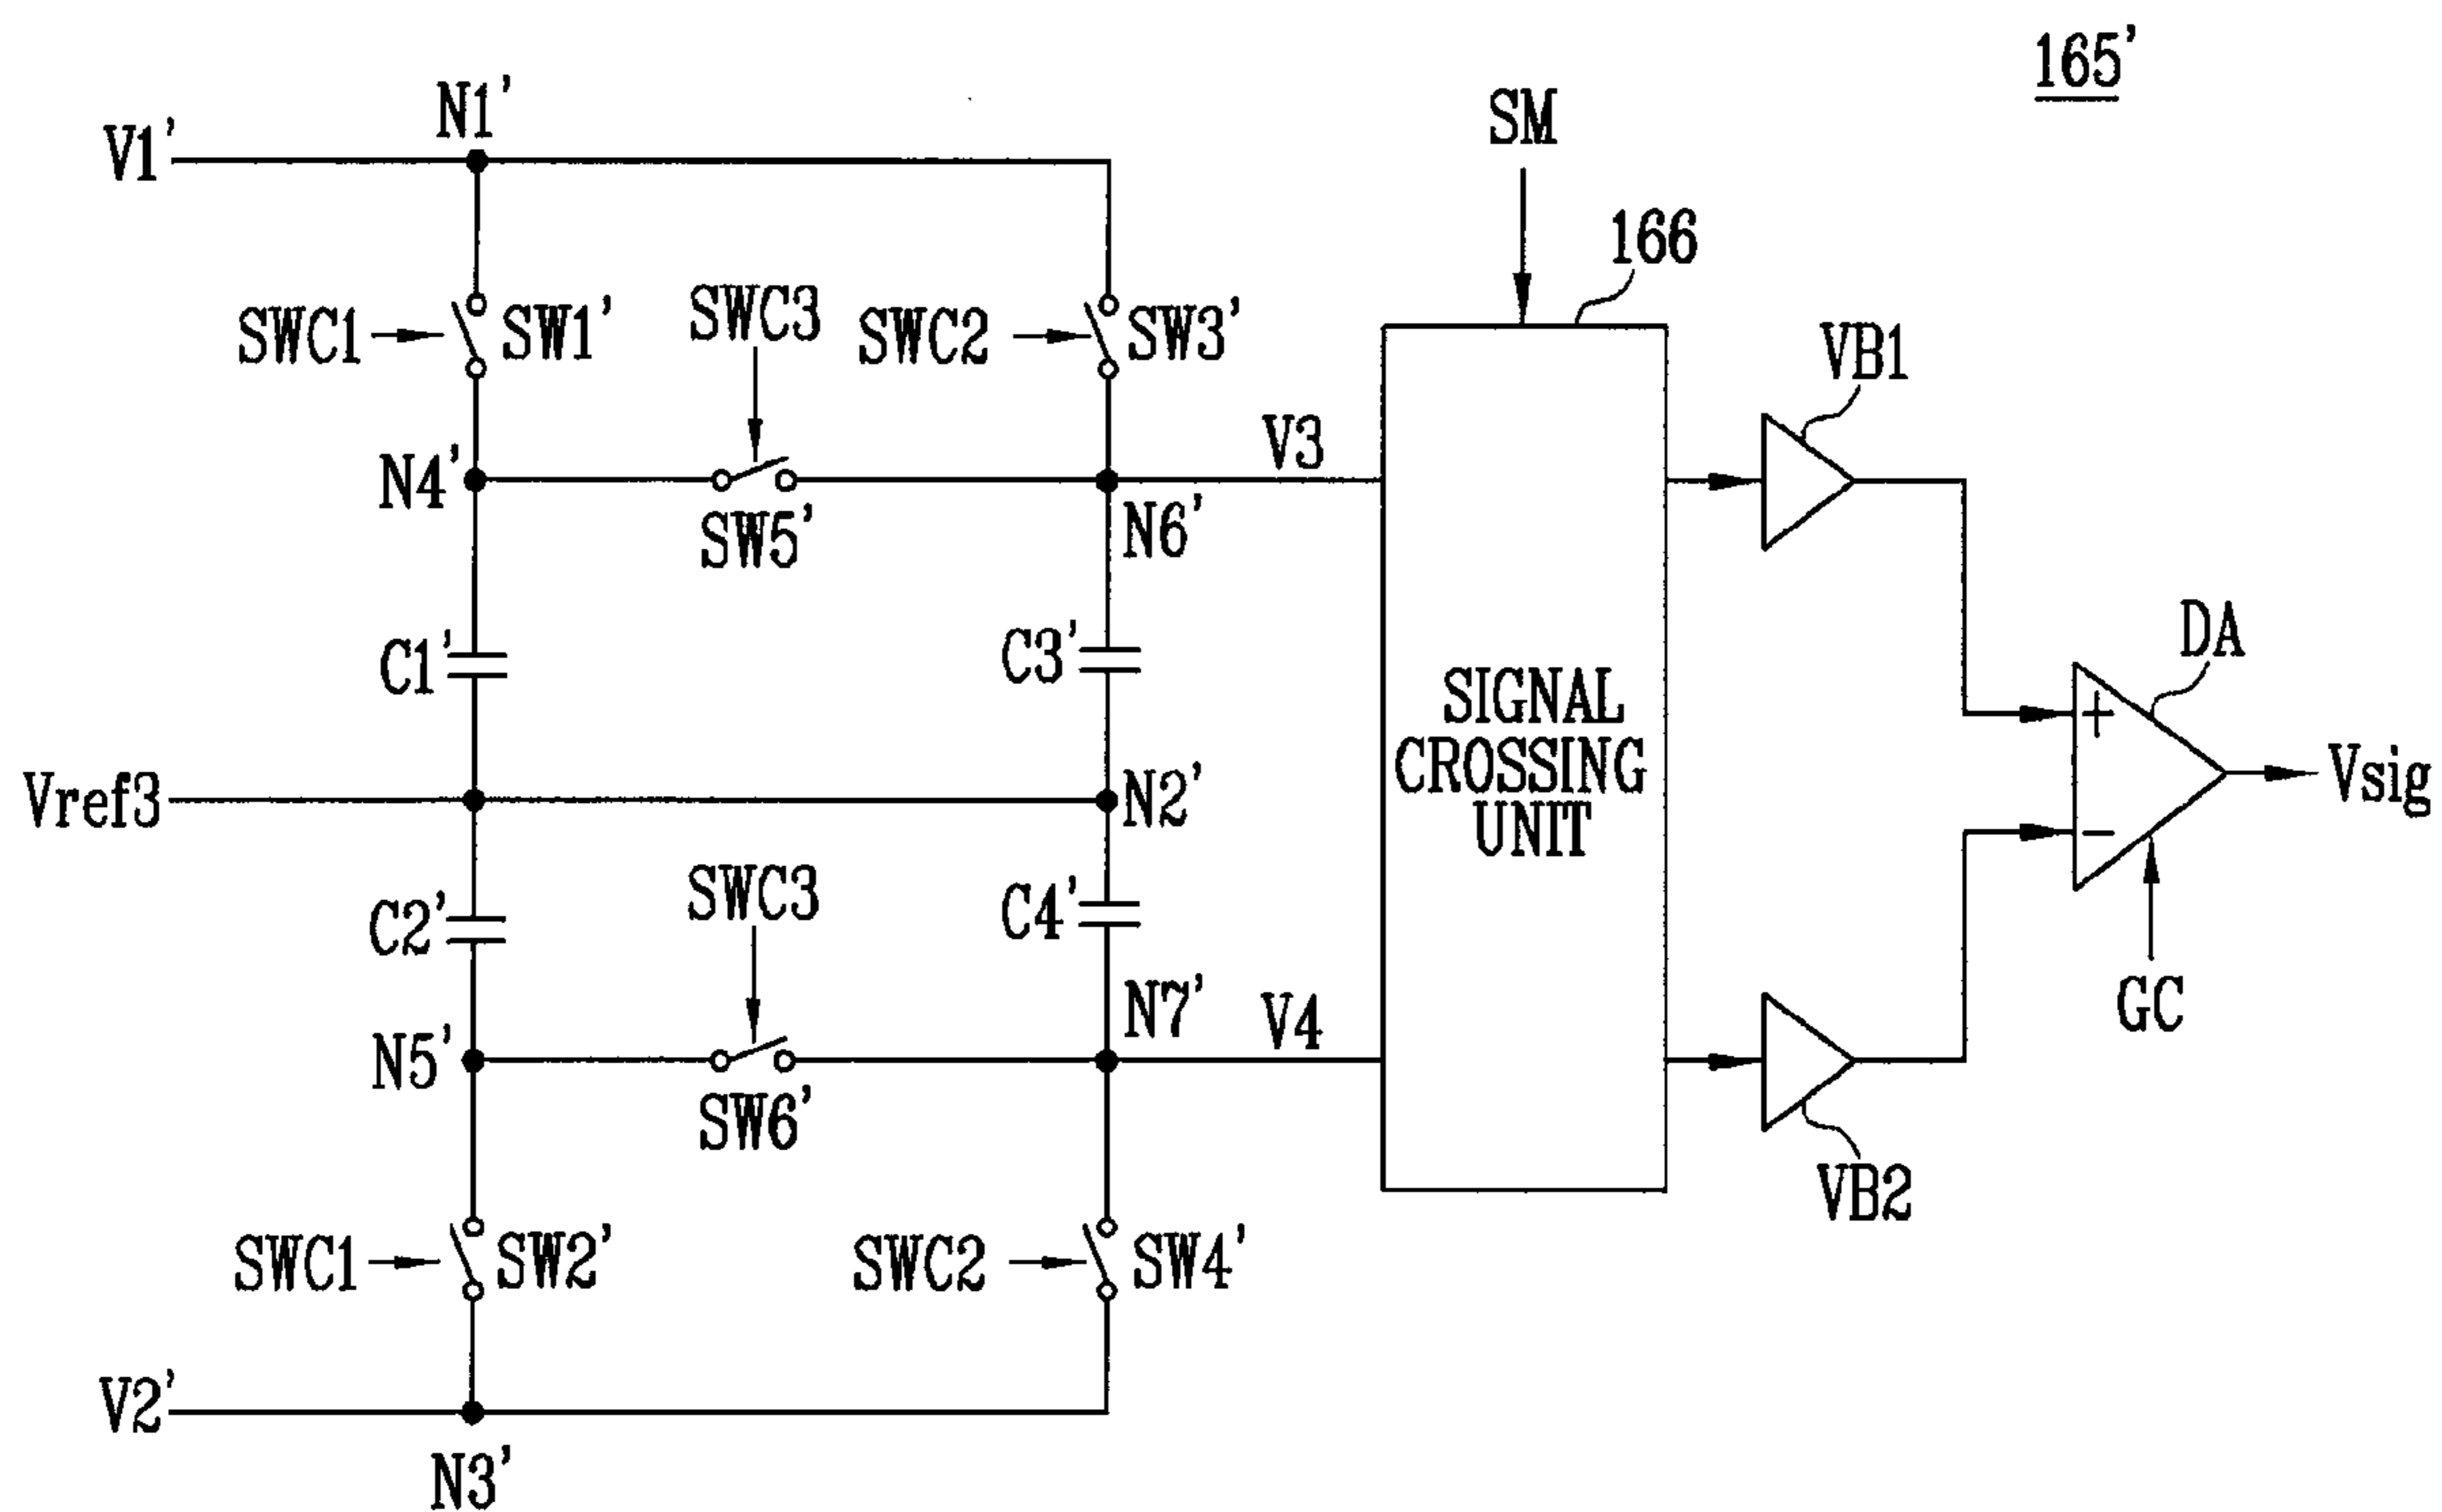 165'
N1'
V1'
SM
166
SWC1
SW1'
SWC3
SWC2
SW3'
VB1
V3
N4'
SW5'
N6'
C1'
C3'
DA
SIGNAL
CROSSING
UNIT
Vref3
N2'
Vsig
C2'
SWC3
C4'
GC
N7'
V4
N5'
SW6'
VB2
SWC1
SW2'
SWC2
SW4'
V2'
N3'
+
−